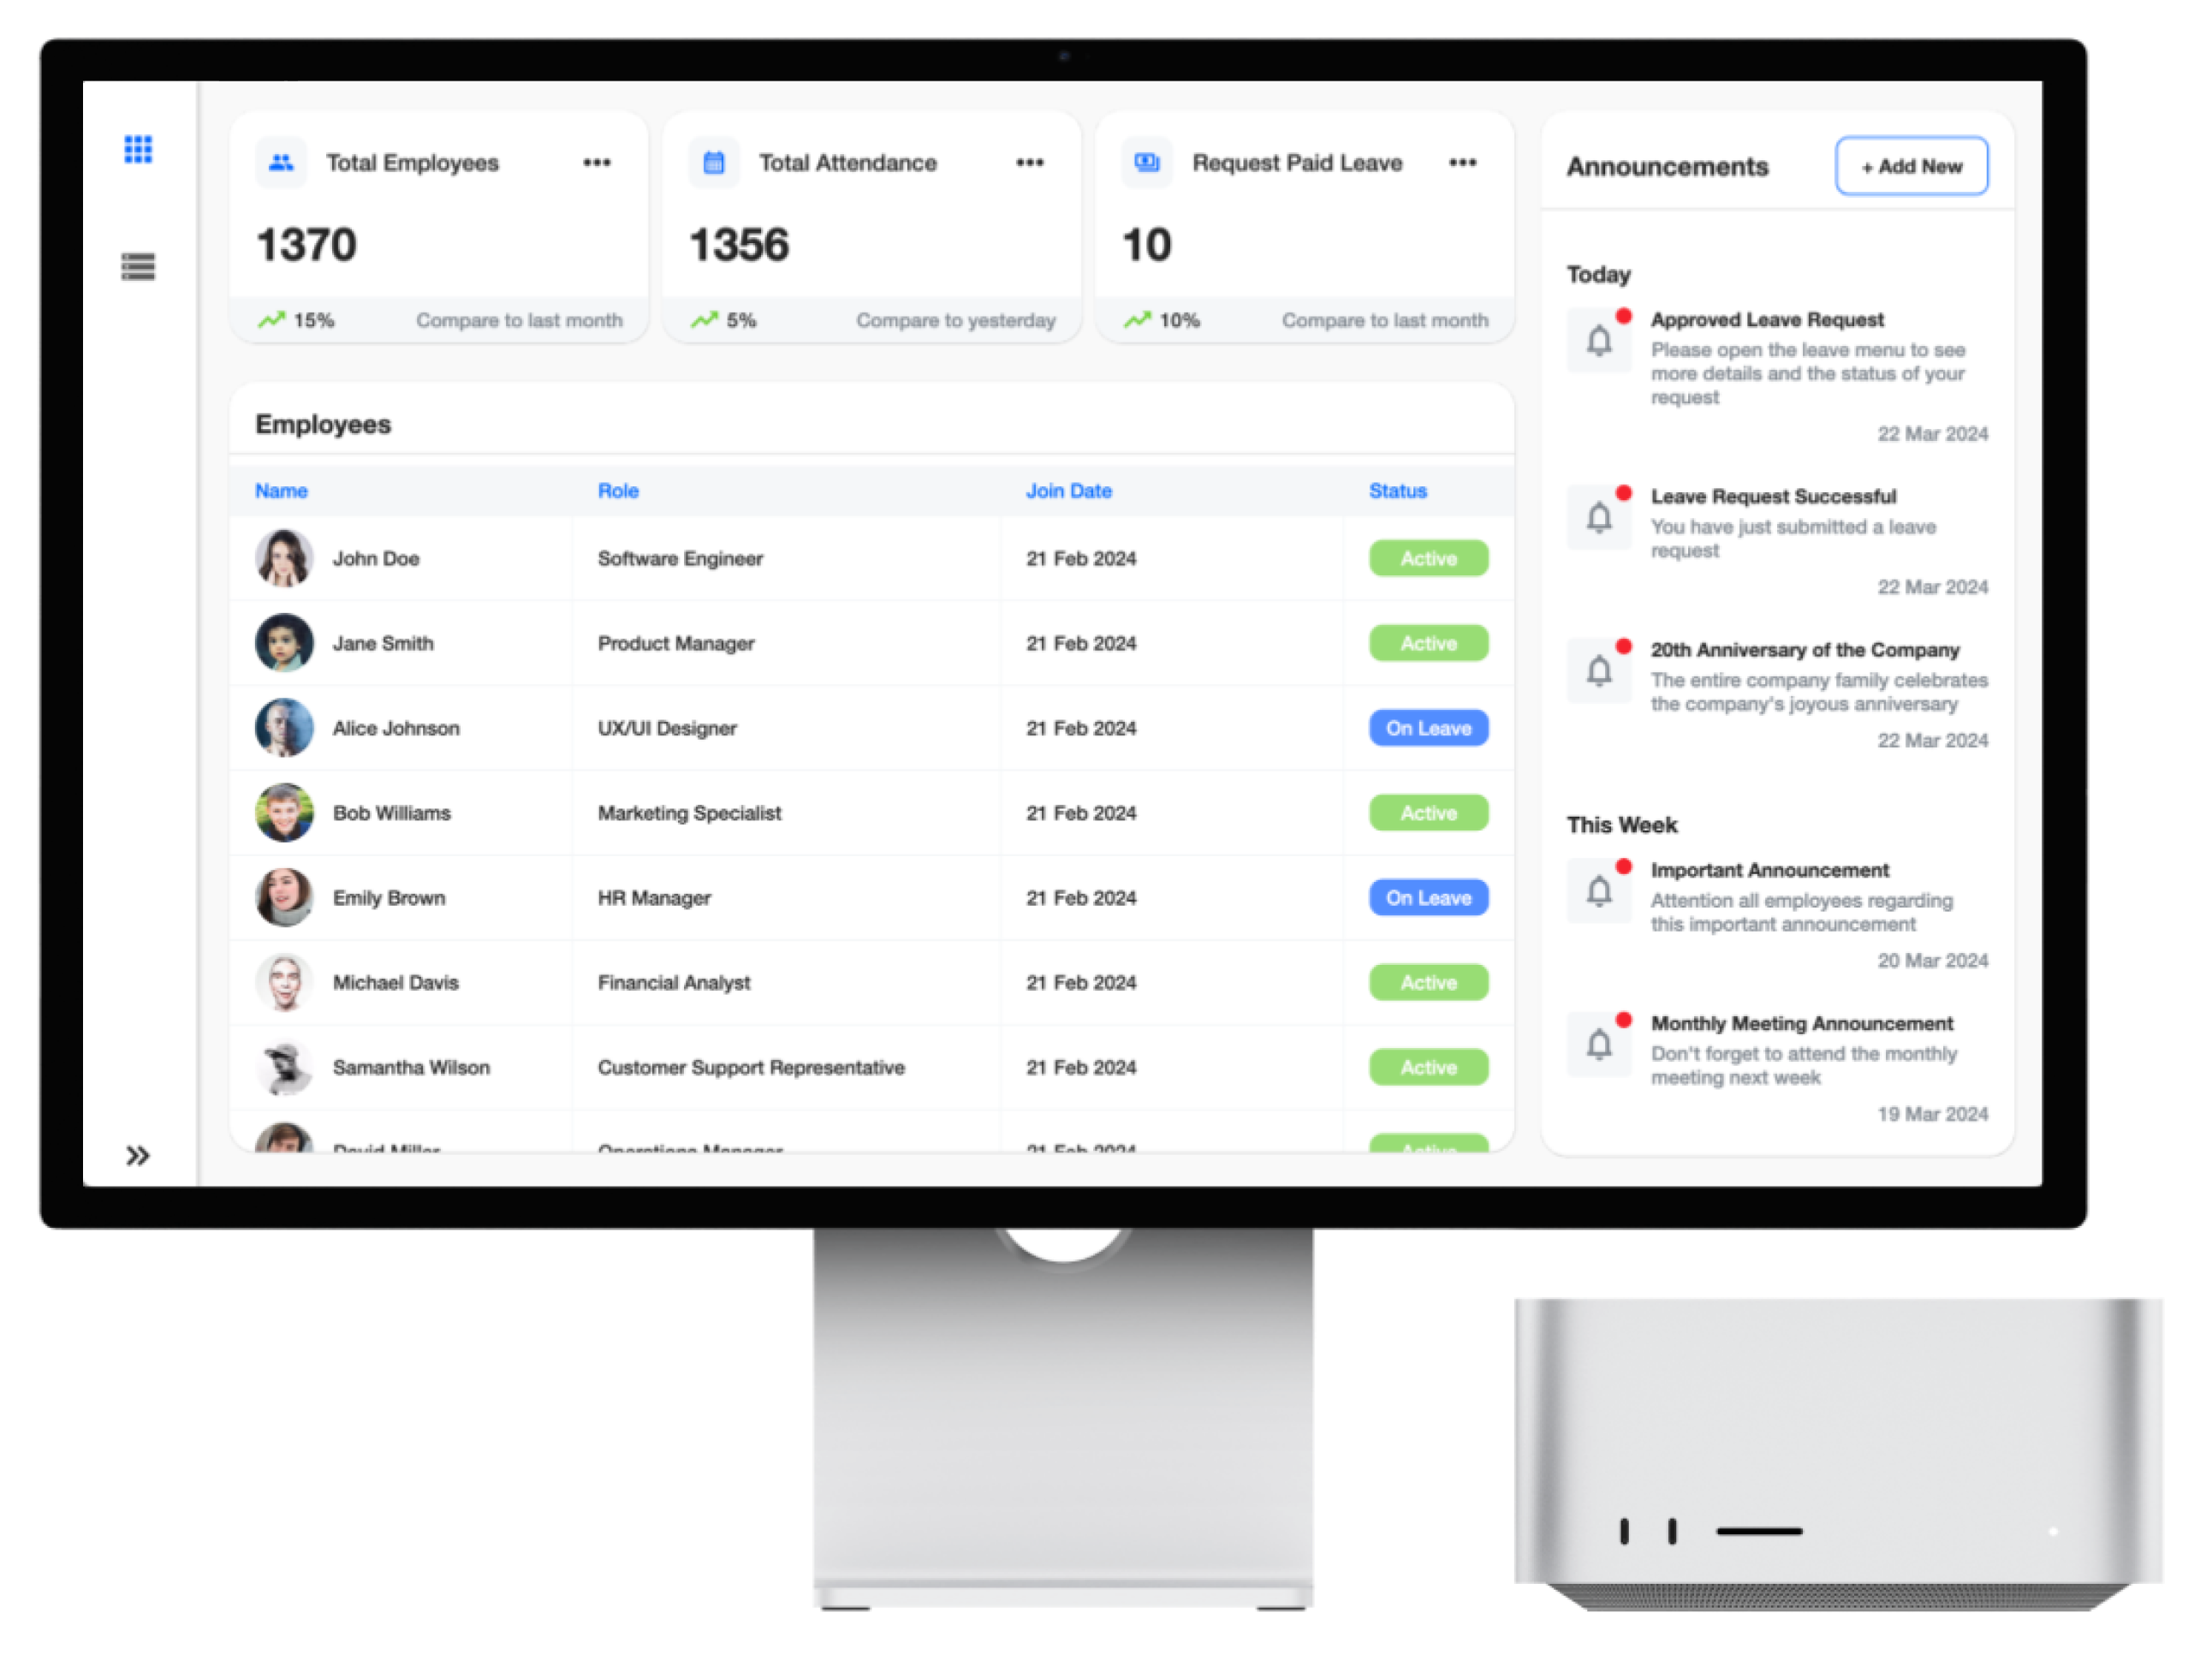 Total Employees •••
1370
15% Compare to last month
Total Attendance •••
1356
5% Compare to yesterday
Request Paid Leave •••
10
10% Compare to last month
Employees
Name Role Join Date Status
John Doe Software Engineer 21 Feb 2024 Active
Jane Smith Product Manager 21 Feb 2024 Active
Alice Johnson UX/UI Designer 21 Feb 2024 On Leave
Bob Williams Marketing Specialist 21 Feb 2024 Active
Emily Brown HR Manager 21 Feb 2024 On Leave
Michael Davis Financial Analyst 21 Feb 2024 Active
Samantha Wilson Customer Support Representative 21 Feb 2024 Active
David Miller Operations Manager 21 Feb 2024 Active
Announcements
+ Add New
Today
Approved Leave Request
Please open the leave menu to see
more details and the status of your
request
22 Mar 2024
Leave Request Successful
You have just submitted a leave
request
22 Mar 2024
20th Anniversary of the Company
The entire company family celebrates
the company's joyous anniversary
22 Mar 2024
This Week
Important Announcement
Attention all employees regarding
this important announcement
20 Mar 2024
Monthly Meeting Announcement
Don't forget to attend the monthly
meeting next week
19 Mar 2024